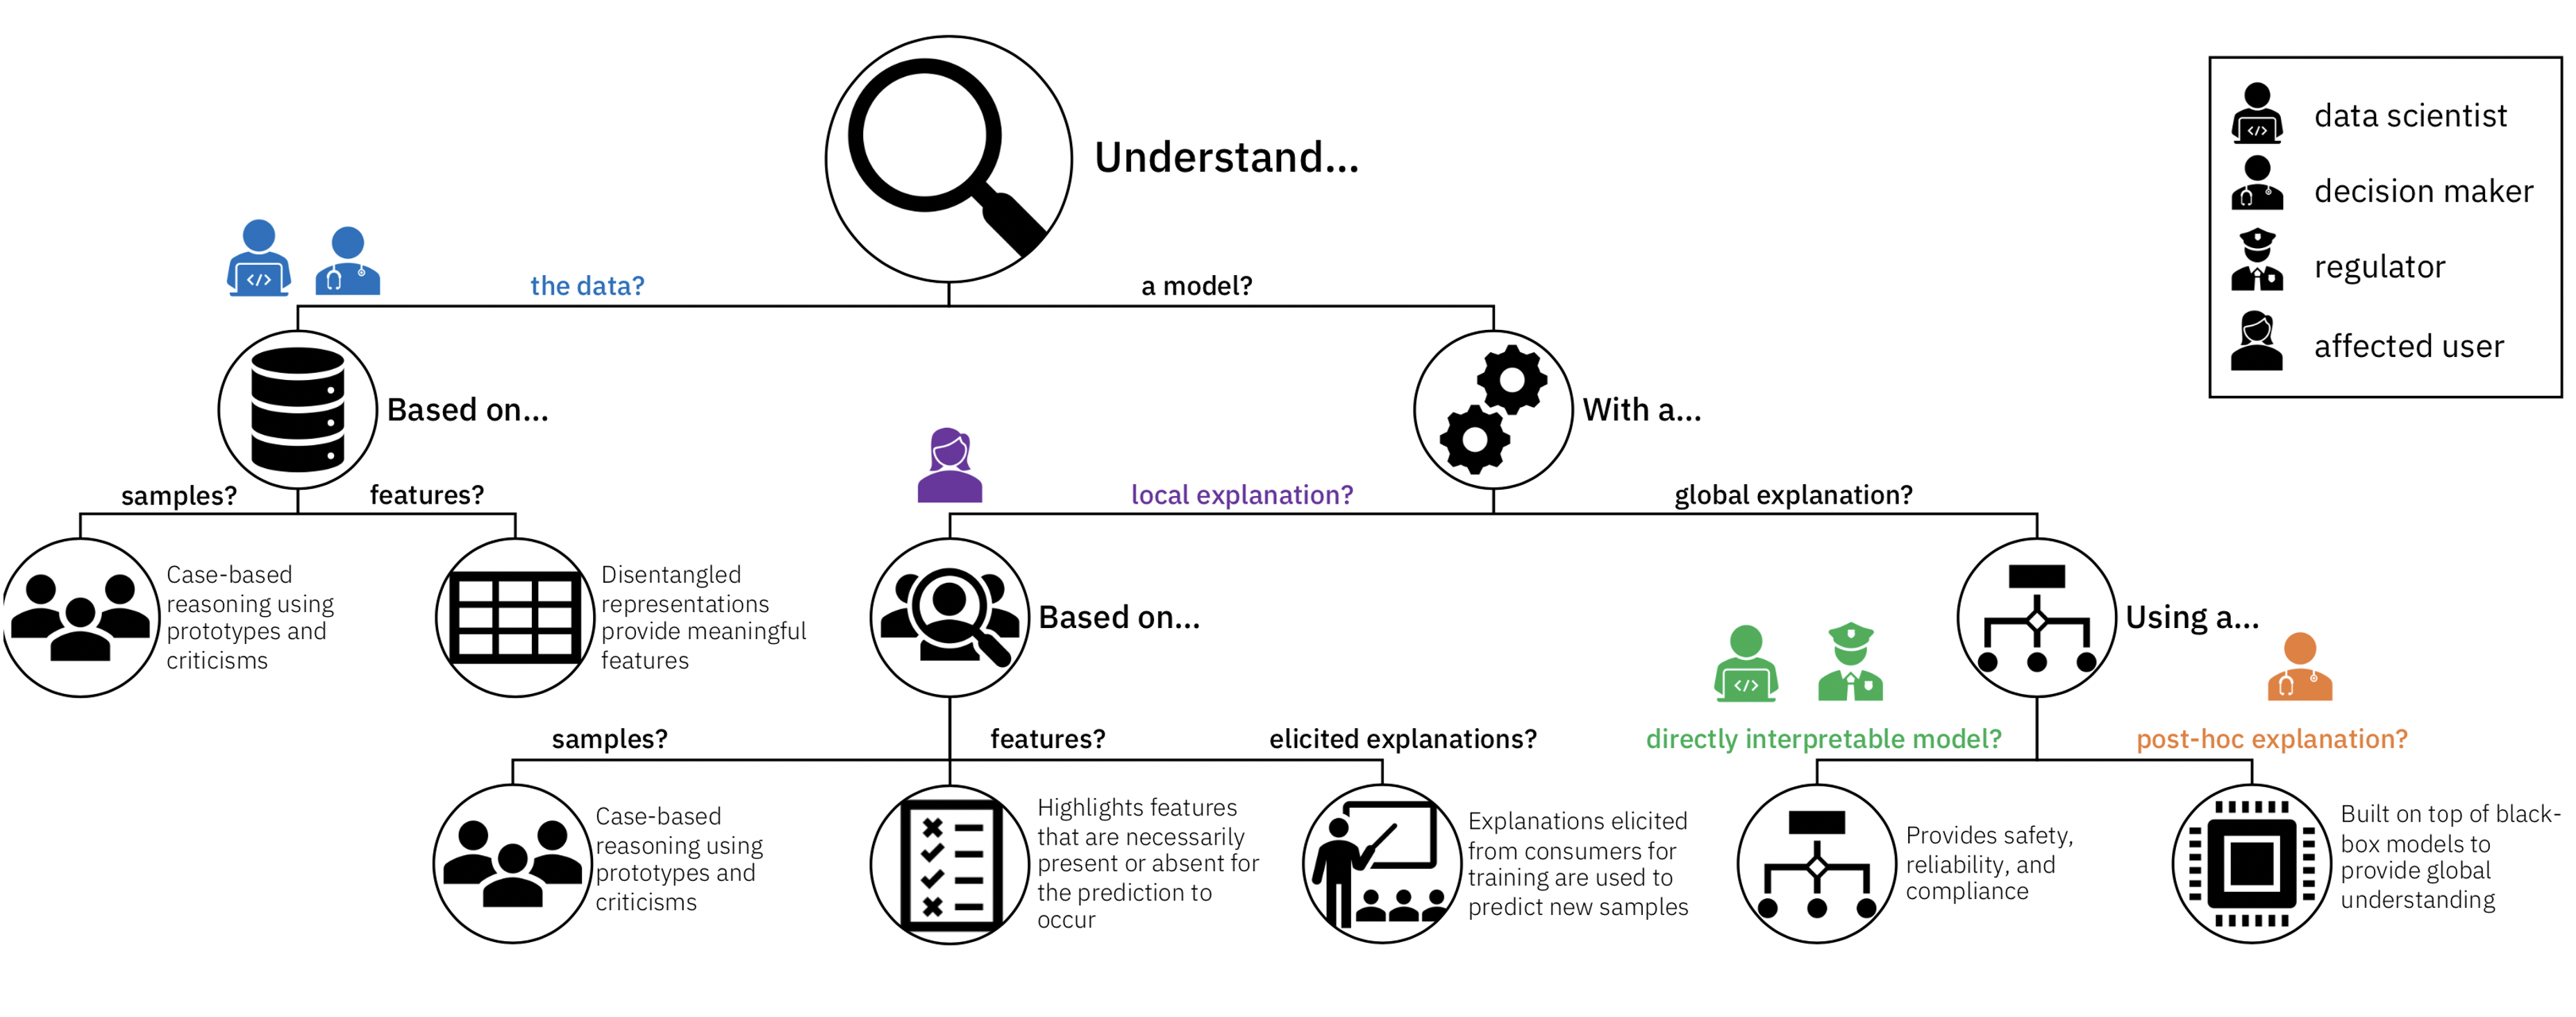 Understand...
data scientist
decision maker
regulator
affected user
the data?
a model?
Based on...
With a...
samples?
features?
local explanation?
global explanation?
Case-based
reasoning using
prototypes and
criticisms
Disentangled
representations
provide meaningful
features
Based on...
Using a...
samples?
features?
elicited explanations?
directly interpretable model?
post-hoc explanation?
Case-based
reasoning using
prototypes and
criticisms
Highlights features
that are necessarily
present or absent for
the prediction to
occur
Explanations elicited
from consumers for
training are used to
predict new samples
Provides safety,
reliability, and
compliance
Built on top of black-
box models to
provide global
understanding